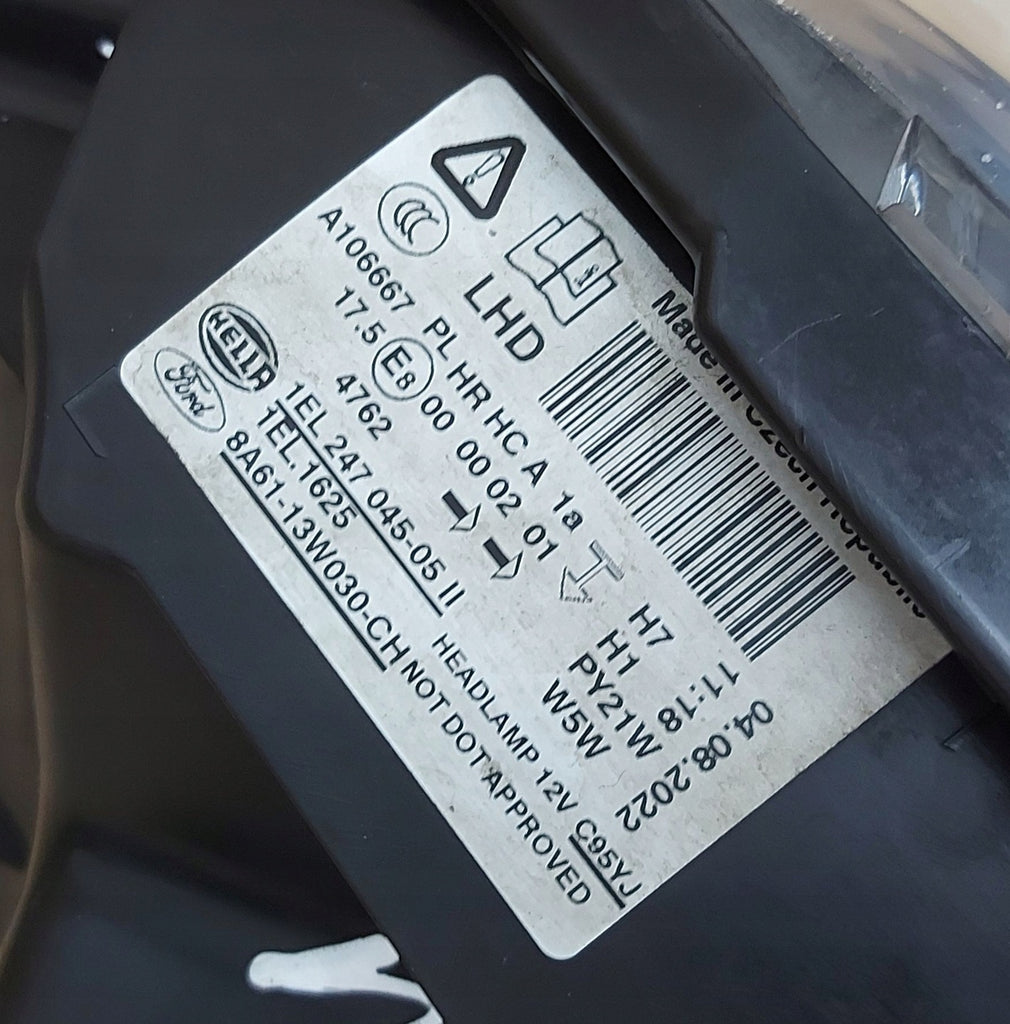 CCC
LHD
A106667 PL HR HC A 1a
17.5 E8 00 00 02 01
4762
HELLA
Ford
1EL 247 045-05 II
1EL.1625
8A61-13W030-CH
HEADLAMP 12V C95YJ
NOT DOT APPROVED
H7
H1
PY21W
W5W
11:18
04.08.2022
Made in Czech Republic